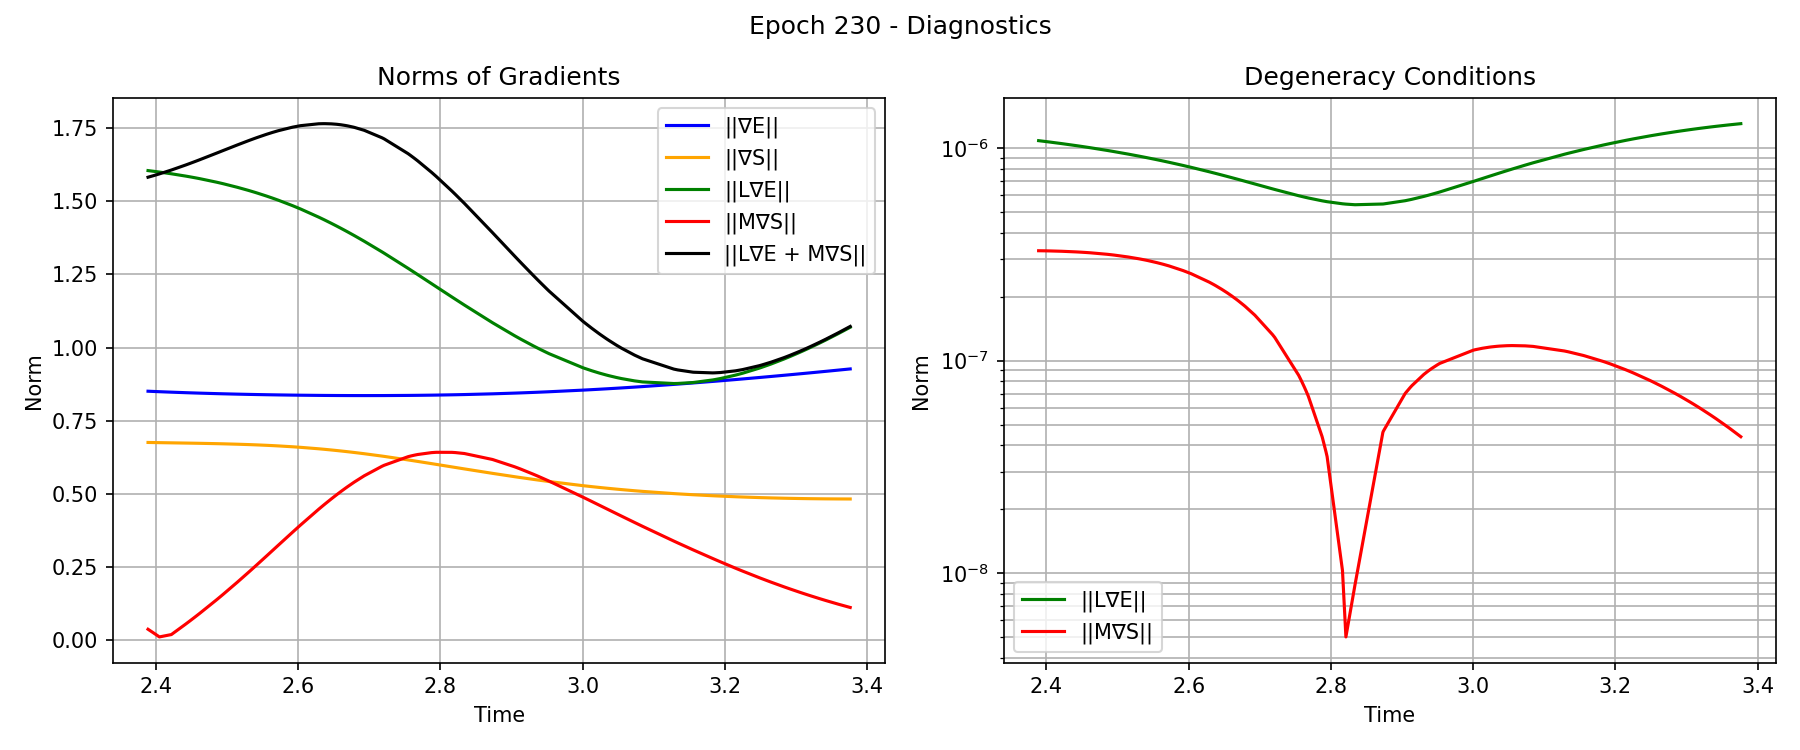 Epoch 230 - Diagnostics
Norms of Gradients
1.75
1.50
1.25
1.00
0.75
0.50
0.25
0.00
Norm
2.4 2.6 2.8 3.0 3.2 3.4
Time
||∇E||
||∇S||
||L∇E||
||M∇S||
||L∇E + M∇S||
Degeneracy Conditions
10⁻⁶
10⁻⁷
10⁻⁸
Norm
2.4 2.6 2.8 3.0 3.2 3.4
Time
||L∇E||
||M∇S||